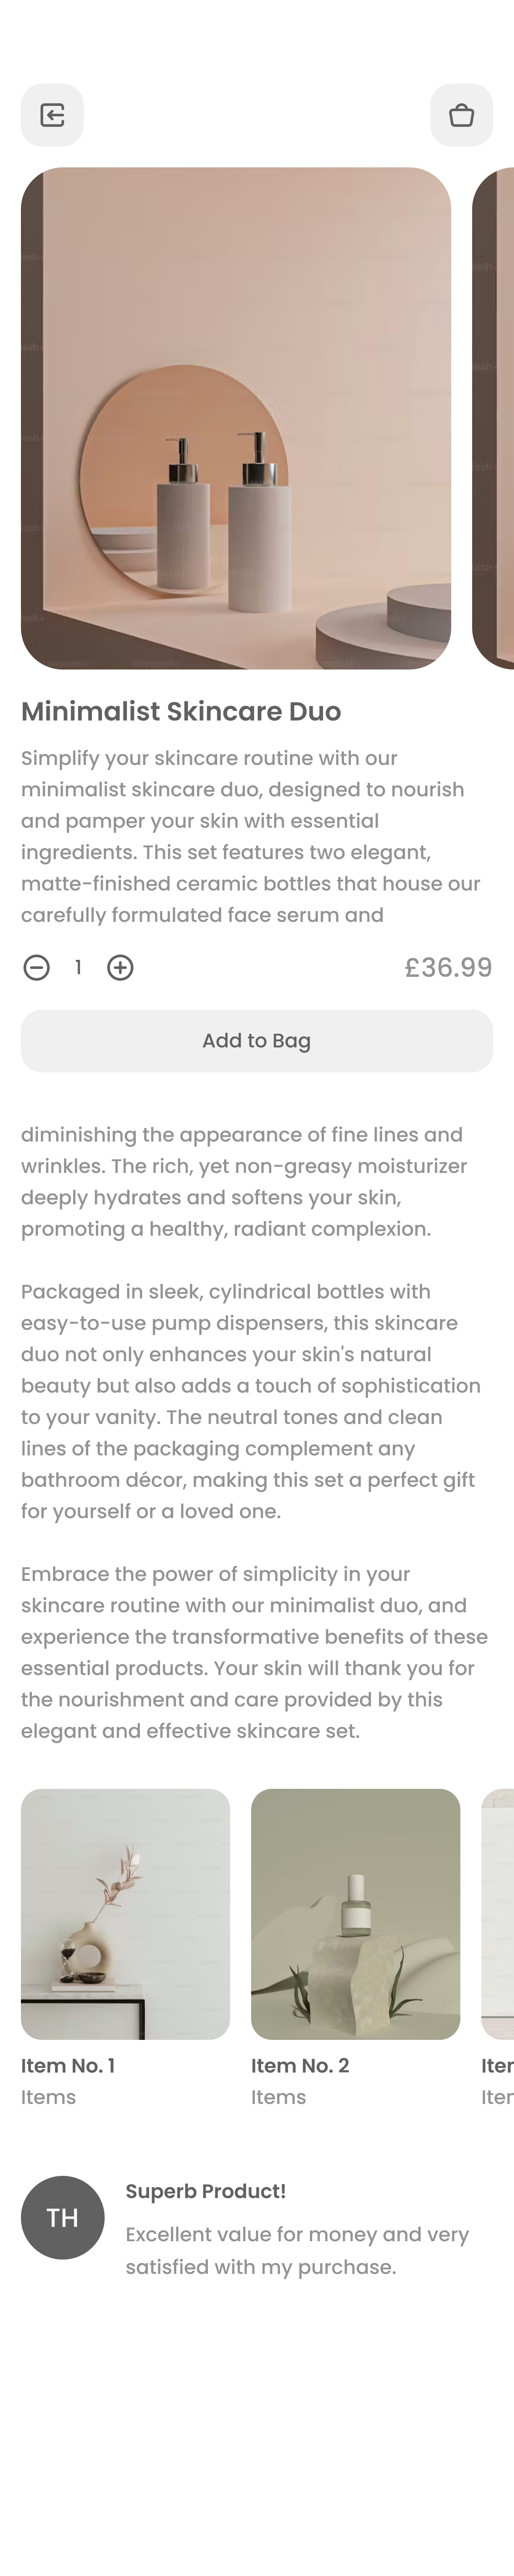 Minimalist Skincare Duo
Simplify your skincare routine with our
minimalist skincare duo, designed to nourish
and pamper your skin with essential
ingredients. This set features two elegant,
matte-finished ceramic bottles that house our
carefully formulated face serum and
1
£36.99
Add to Bag
diminishing the appearance of fine lines and
wrinkles. The rich, yet non-greasy moisturizer
deeply hydrates and softens your skin,
promoting a healthy, radiant complexion.
Packaged in sleek, cylindrical bottles with
easy-to-use pump dispensers, this skincare
duo not only enhances your skin's natural
beauty but also adds a touch of sophistication
to your vanity. The neutral tones and clean
lines of the packaging complement any
bathroom décor, making this set a perfect gift
for yourself or a loved one.
Embrace the power of simplicity in your
skincare routine with our minimalist duo, and
experience the transformative benefits of these
essential products. Your skin will thank you for
the nourishment and care provided by this
elegant and effective skincare set.
Item No. 1
Items
Item No. 2
Items
TH
Superb Product!
Excellent value for money and very
satisfied with my purchase.